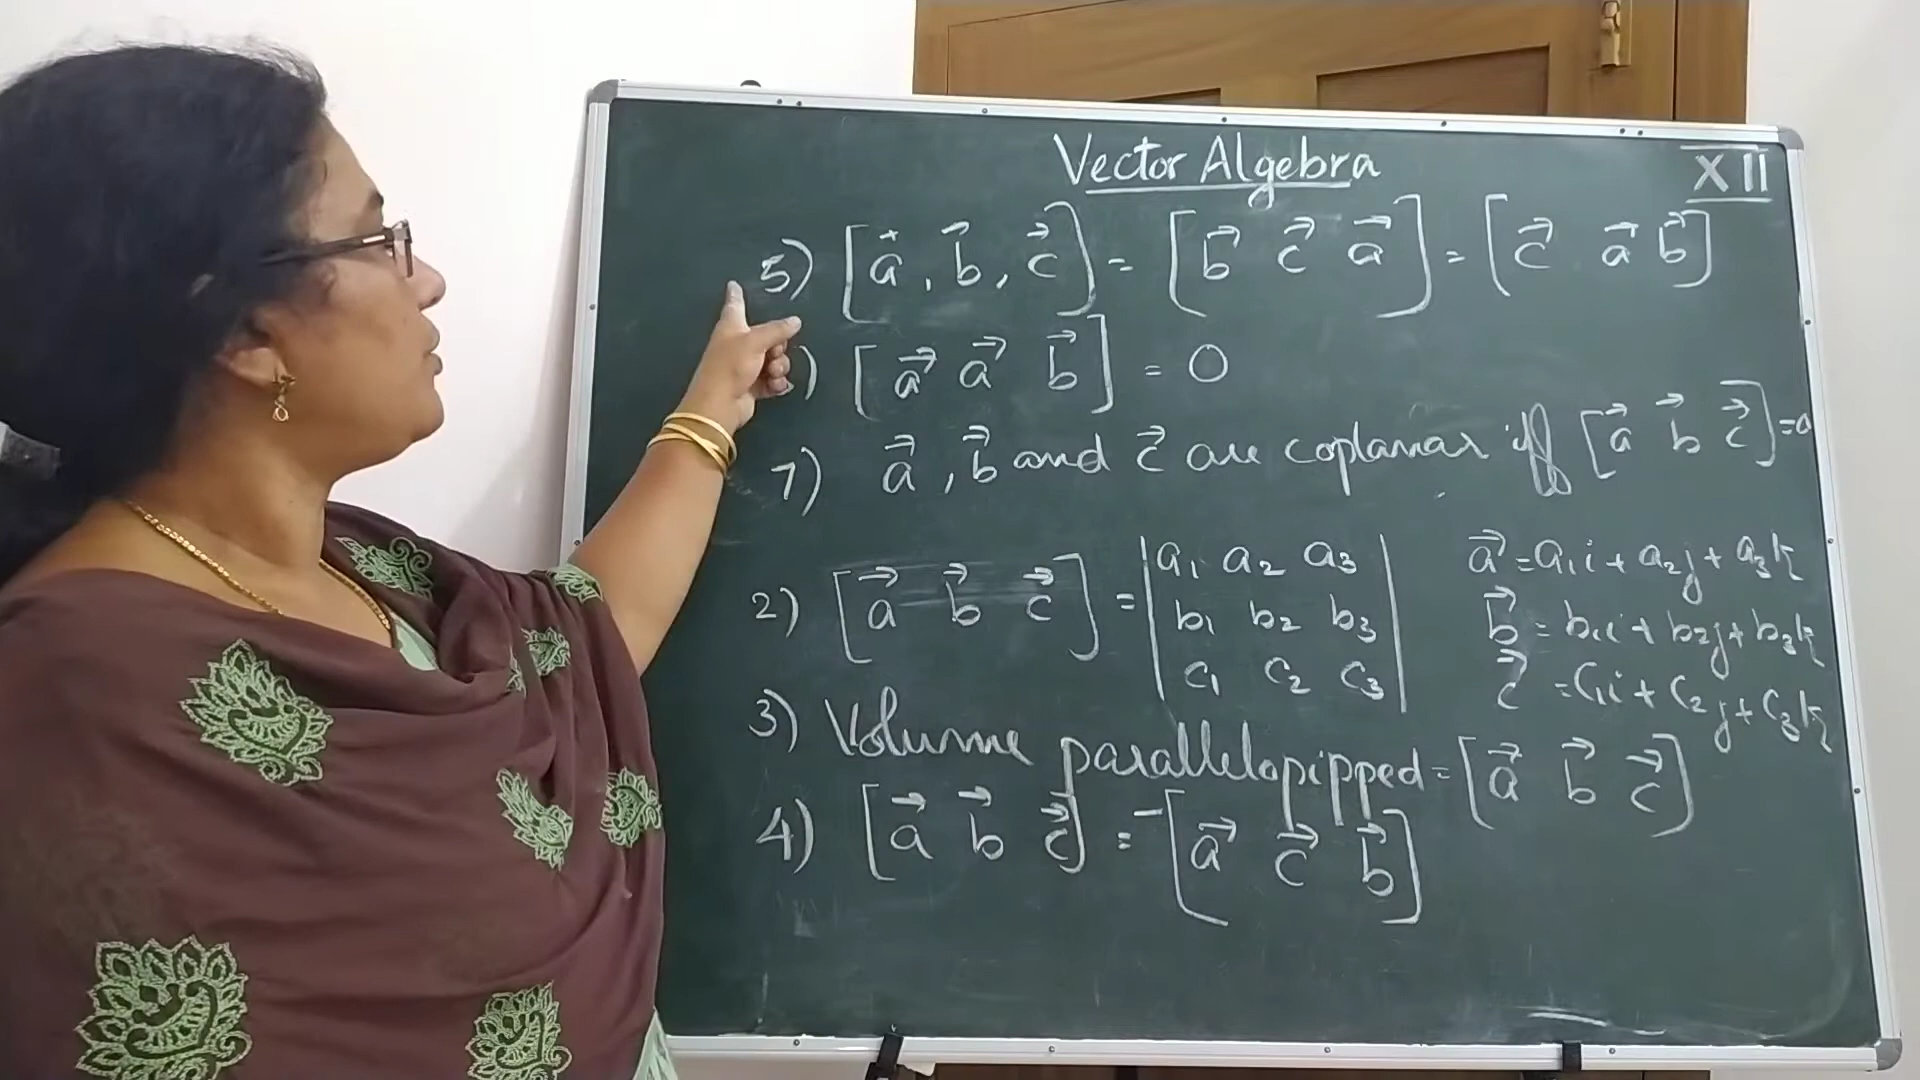 Vector Algebra
XII
5) [a⃗, b⃗, c⃗] = [b⃗ c⃗ a⃗] = [c⃗ a⃗ b⃗]
) [a⃗ a⃗ b⃗] = 0
7) a⃗, b⃗ and c⃗ are coplanar iff [a⃗ b⃗ c⃗] = 0
2) [a⃗ b⃗ c⃗] = | a₁ a₂ a₃ | a⃗ = a₁i + a₂j + a₃k
| b₁ b₂ b₃ | b⃗ = b₁i + b₂j + b₃k
| c₁ c₂ c₃ | c⃗ = c₁i + c₂j + c₃k
3) Volume parallelopipped = [a⃗ b⃗ c⃗]
4) [a⃗ b⃗ c⃗] = -[a⃗ c⃗ b⃗]